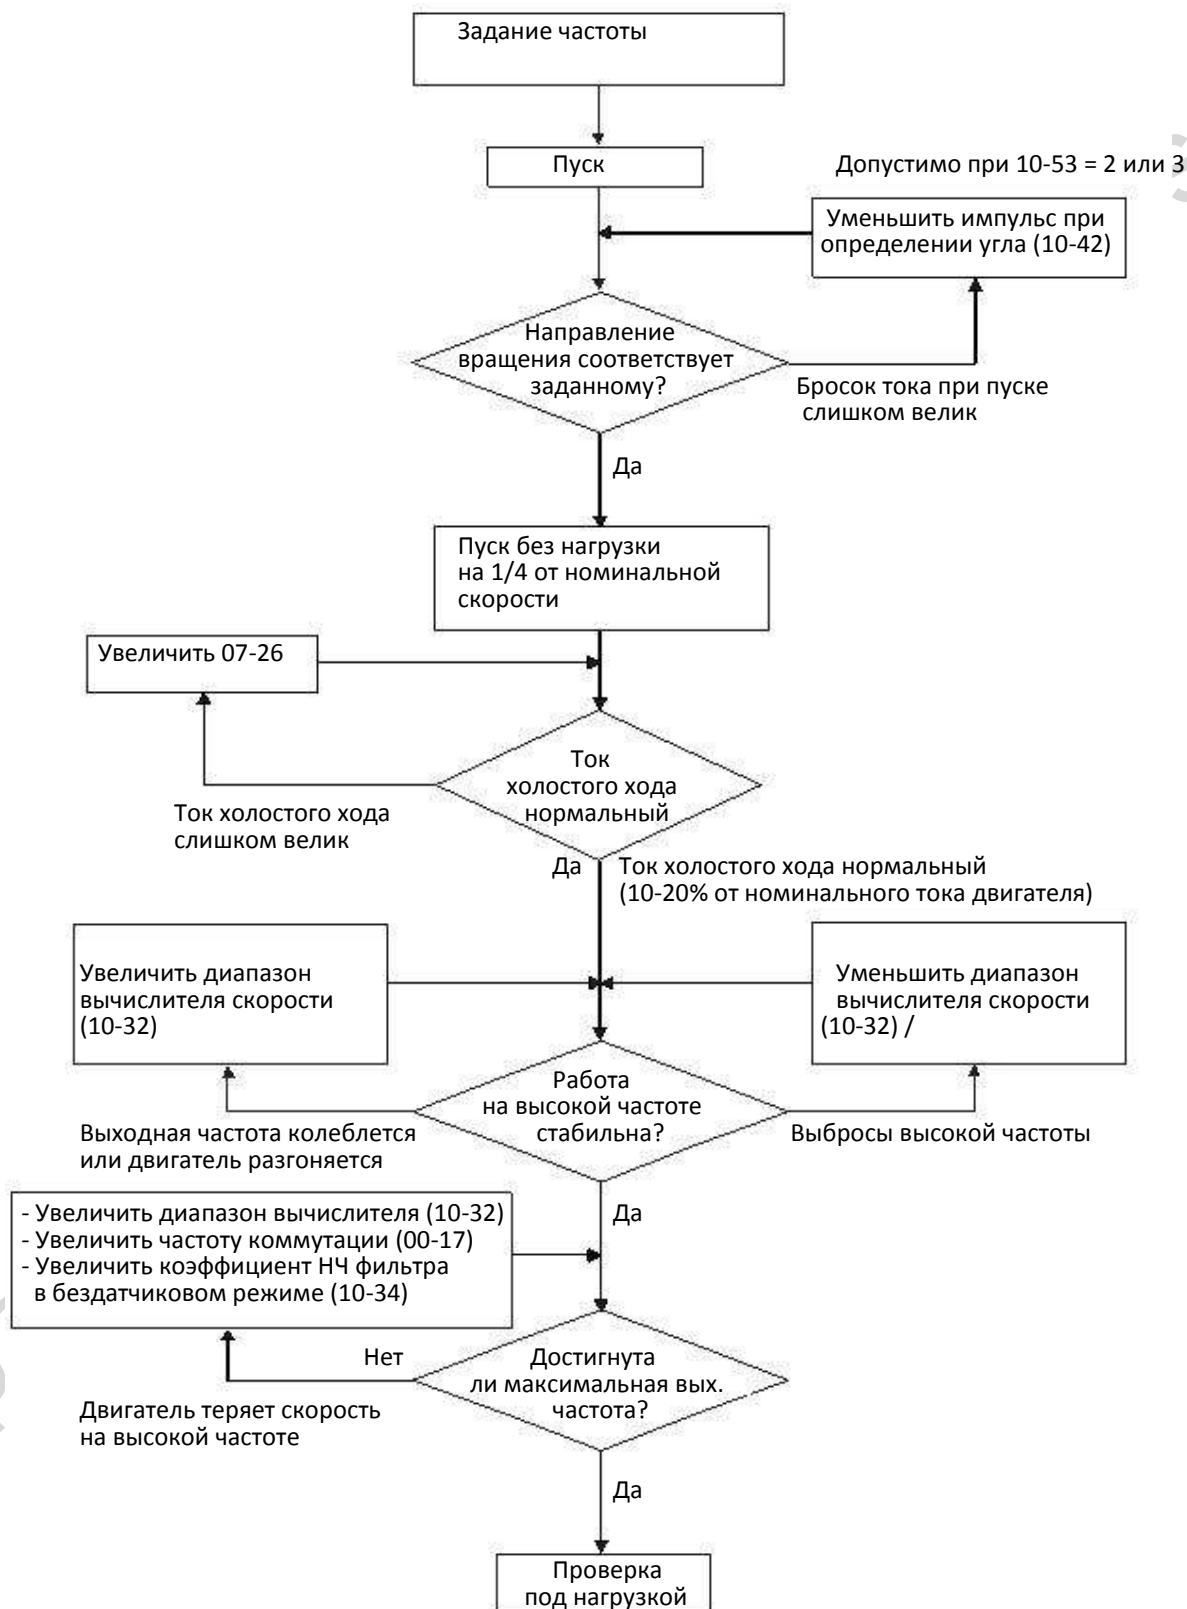 Задание частоты
Пуск
Допустимо при 10-53 = 2 или 3
Уменьшить импульс при
определении угла (10-42)
Направление
вращения соответствует
заданному?
Бросок тока при пуске
слишком велик
Да
Пуск без нагрузки
на 1/4 от номинальной
скорости
Увеличить 07-26
Ток
холостого хода
нормальный
Ток холостого хода
слишком велик
Да
Ток холостого хода нормальный
(10-20% от номинального тока двигателя)
Увеличить диапазон
вычислителя скорости
(10-32)
Уменьшить диапазон
вычислителя скорости
(10-32) /
Работа
на высокой частоте
стабильна?
Выходная частота колеблется
или двигатель разгоняется
Выбросы высокой частоты
- Увеличить диапазон вычислителя (10-32)
- Увеличить частоту коммутации (00-17)
- Увеличить коэффициент НЧ фильтра
в бездатчиковом режиме (10-34)
Да
Нет
Достигнута
ли максимальная вых.
частота?
Двигатель теряет скорость
на высокой частоте
Да
Проверка
под нагрузкой